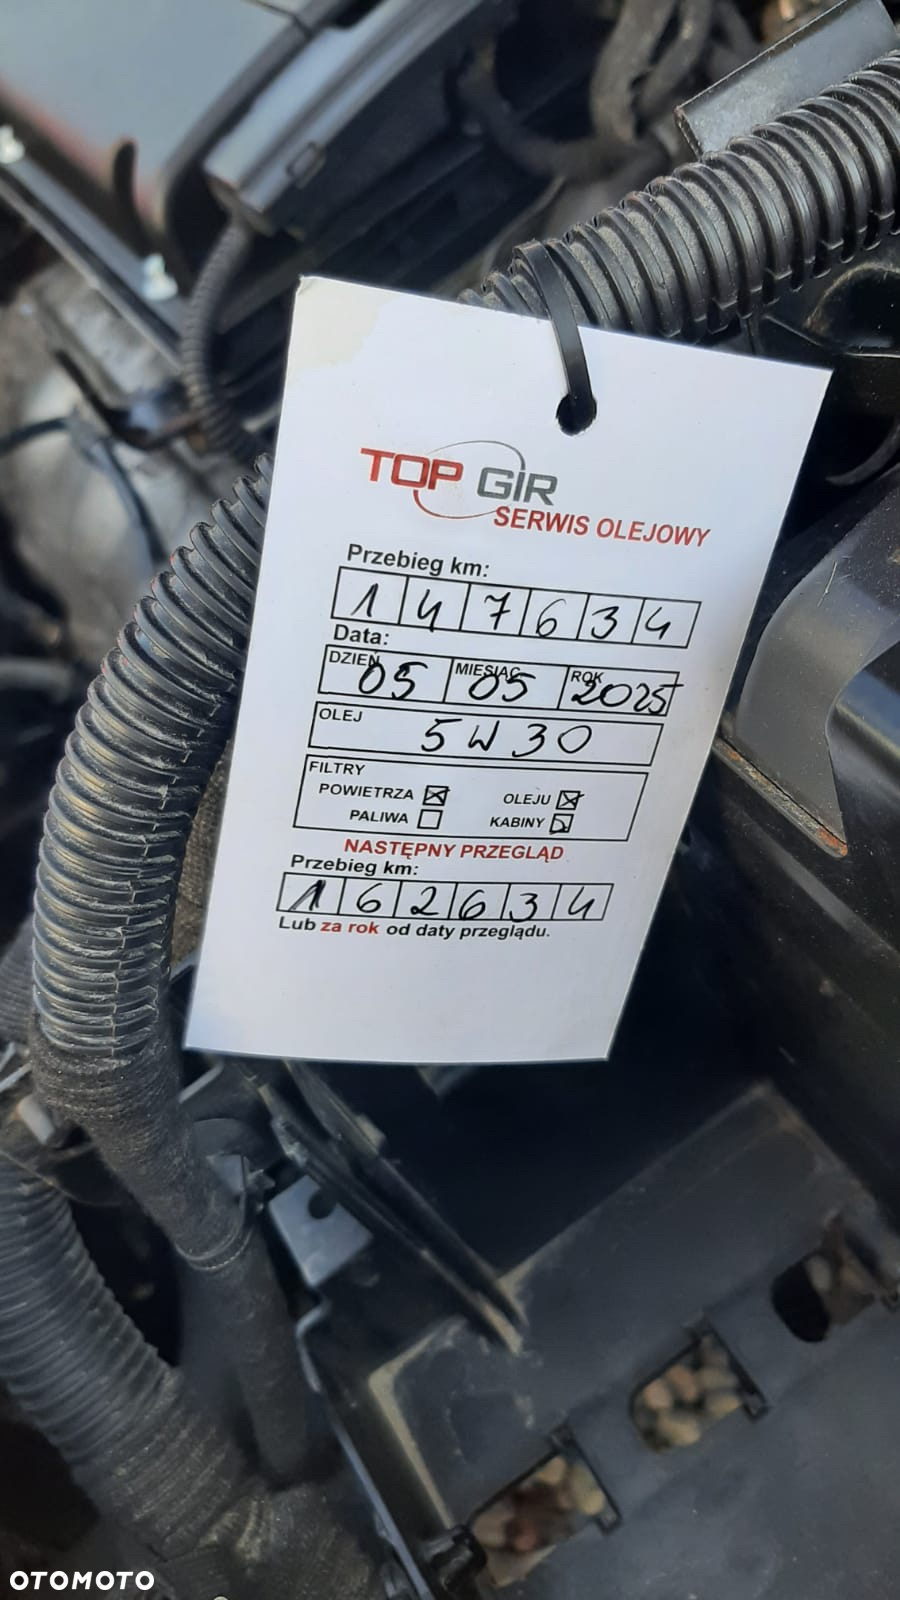 TOP GIR
SERWIS OLEJOWY
Przebieg km:
147634
Data:
DZIEŃ 05 MIESIĄC 05 ROK 2025
OLEJ 5W30
FILTRY
POWIETRZA OLEJU
PALIWA KABINY
NASTĘPNY PRZEGLĄD
Przebieg km:
162634
Lub za rok od daty przeglądu.
OTOMOTO